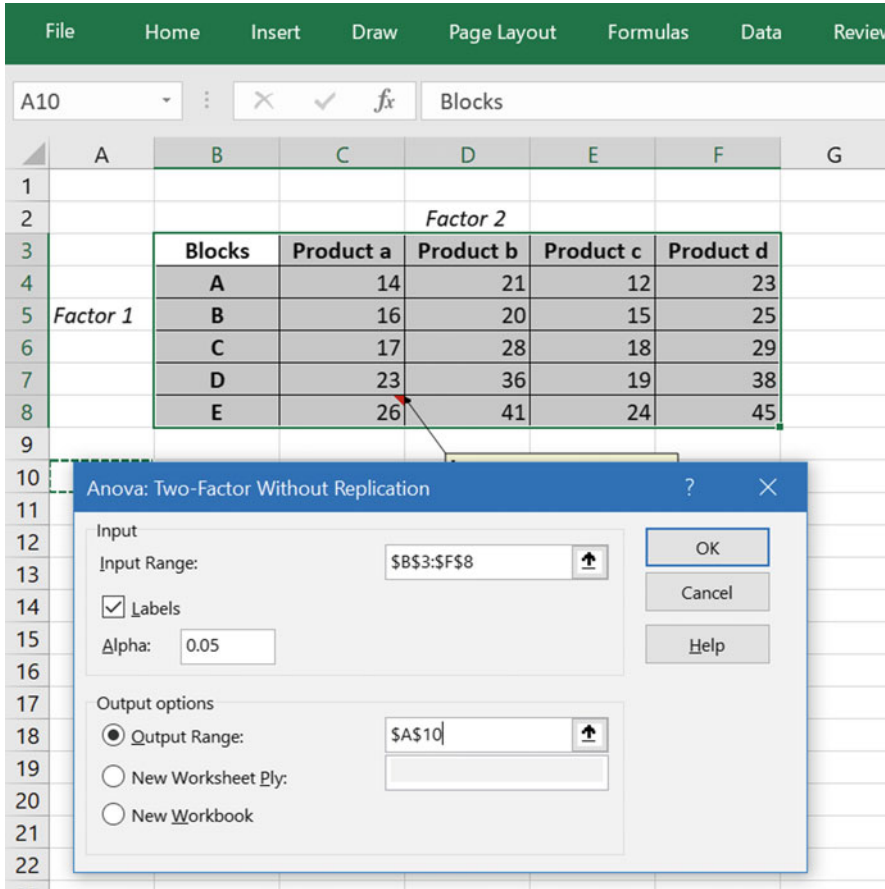 File Home Insert Draw Page Layout Formulas Data Review
A10 fx Blocks
A B C D E F G
1
2 Factor 2
3 Blocks Product a Product b Product c Product d
4 A 14 21 12 23
5 Factor 1 B 16 20 15 25
6 C 17 28 18 29
7 D 23 36 19 38
8 E 26 41 24 45
9
10
Anova: Two-Factor Without Replication ?
11
Input
12 Input Range: $B$3:$F$8 OK
13
Cancel
14 Labels
15 Alpha: 0.05 Help
16
17 Output options
18 Output Range: $A$10
19 New Worksheet Ply:
20
New Workbook
21
22